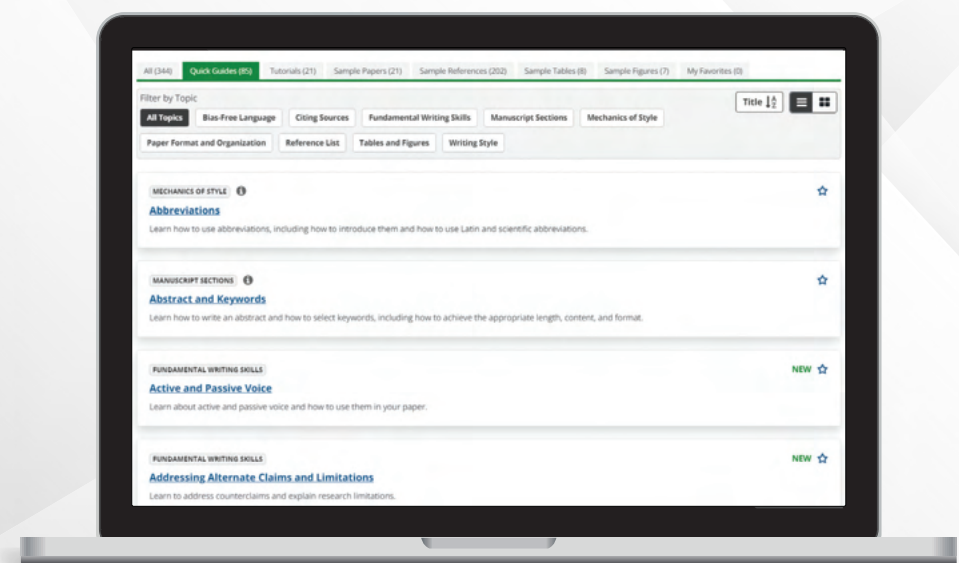 All (344) Quick Guides (85) Tutorials (21) Sample Papers (21) Sample References (202) Sample Tables (8) Sample Figures (7) My Favorites (0)
Filter by Topic
Title
All Topics Bias-Free Language Citing Sources Fundamental Writing Skills Manuscript Sections Mechanics of Style
Paper Format and Organization Reference List Tables and Figures Writing Style
MECHANICS OF STYLE
Abbreviations
Learn how to use abbreviations, including how to introduce them and how to use Latin and scientific abbreviations.
MANUSCRIPT SECTIONS
Abstract and Keywords
Learn how to write an abstract and how to select keywords, including how to achieve the appropriate length, content, and format.
FUNDAMENTAL WRITING SKILLS NEW
Active and Passive Voice
Learn about active and passive voice and how to use them in your paper.
FUNDAMENTAL WRITING SKILLS NEW
Addressing Alternate Claims and Limitations
Learn to address counterclaims and explain research limitations.